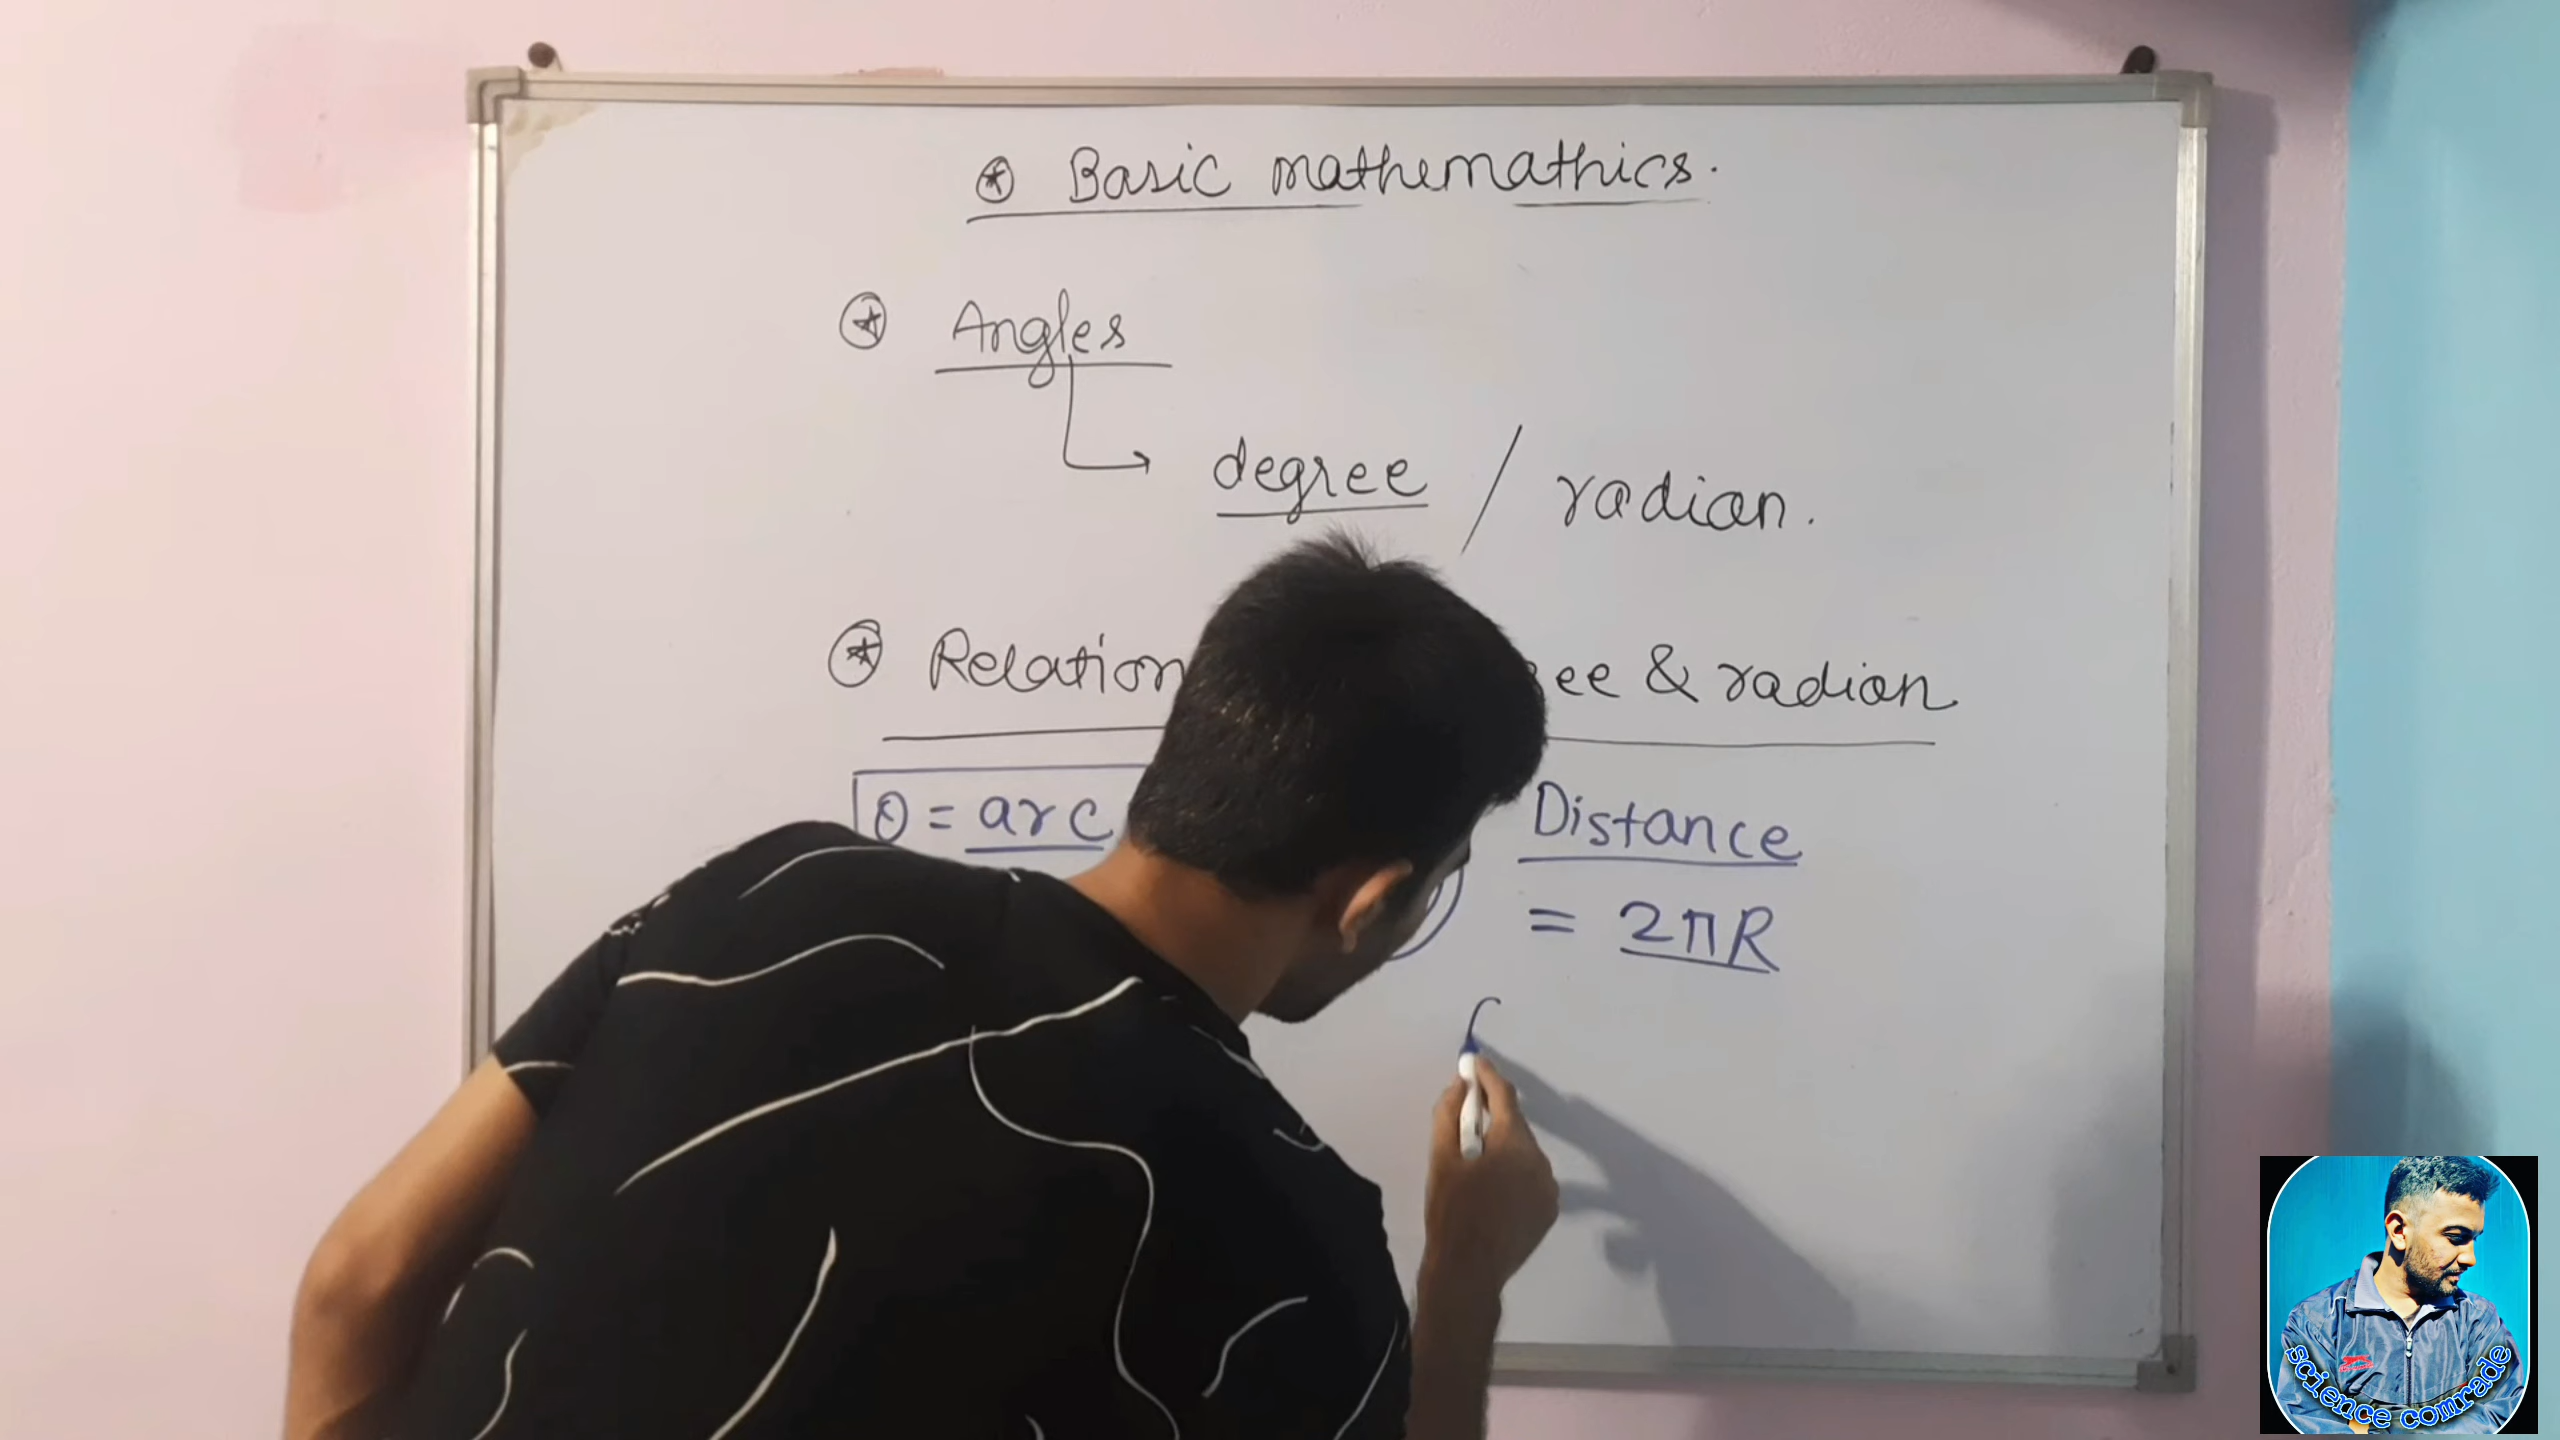 ⍟ Basic mathemathics.
⍟ Angles
degree / radian.
⍟ Relation ee & radian
θ = arc
Distance
= 2πR
science comrade